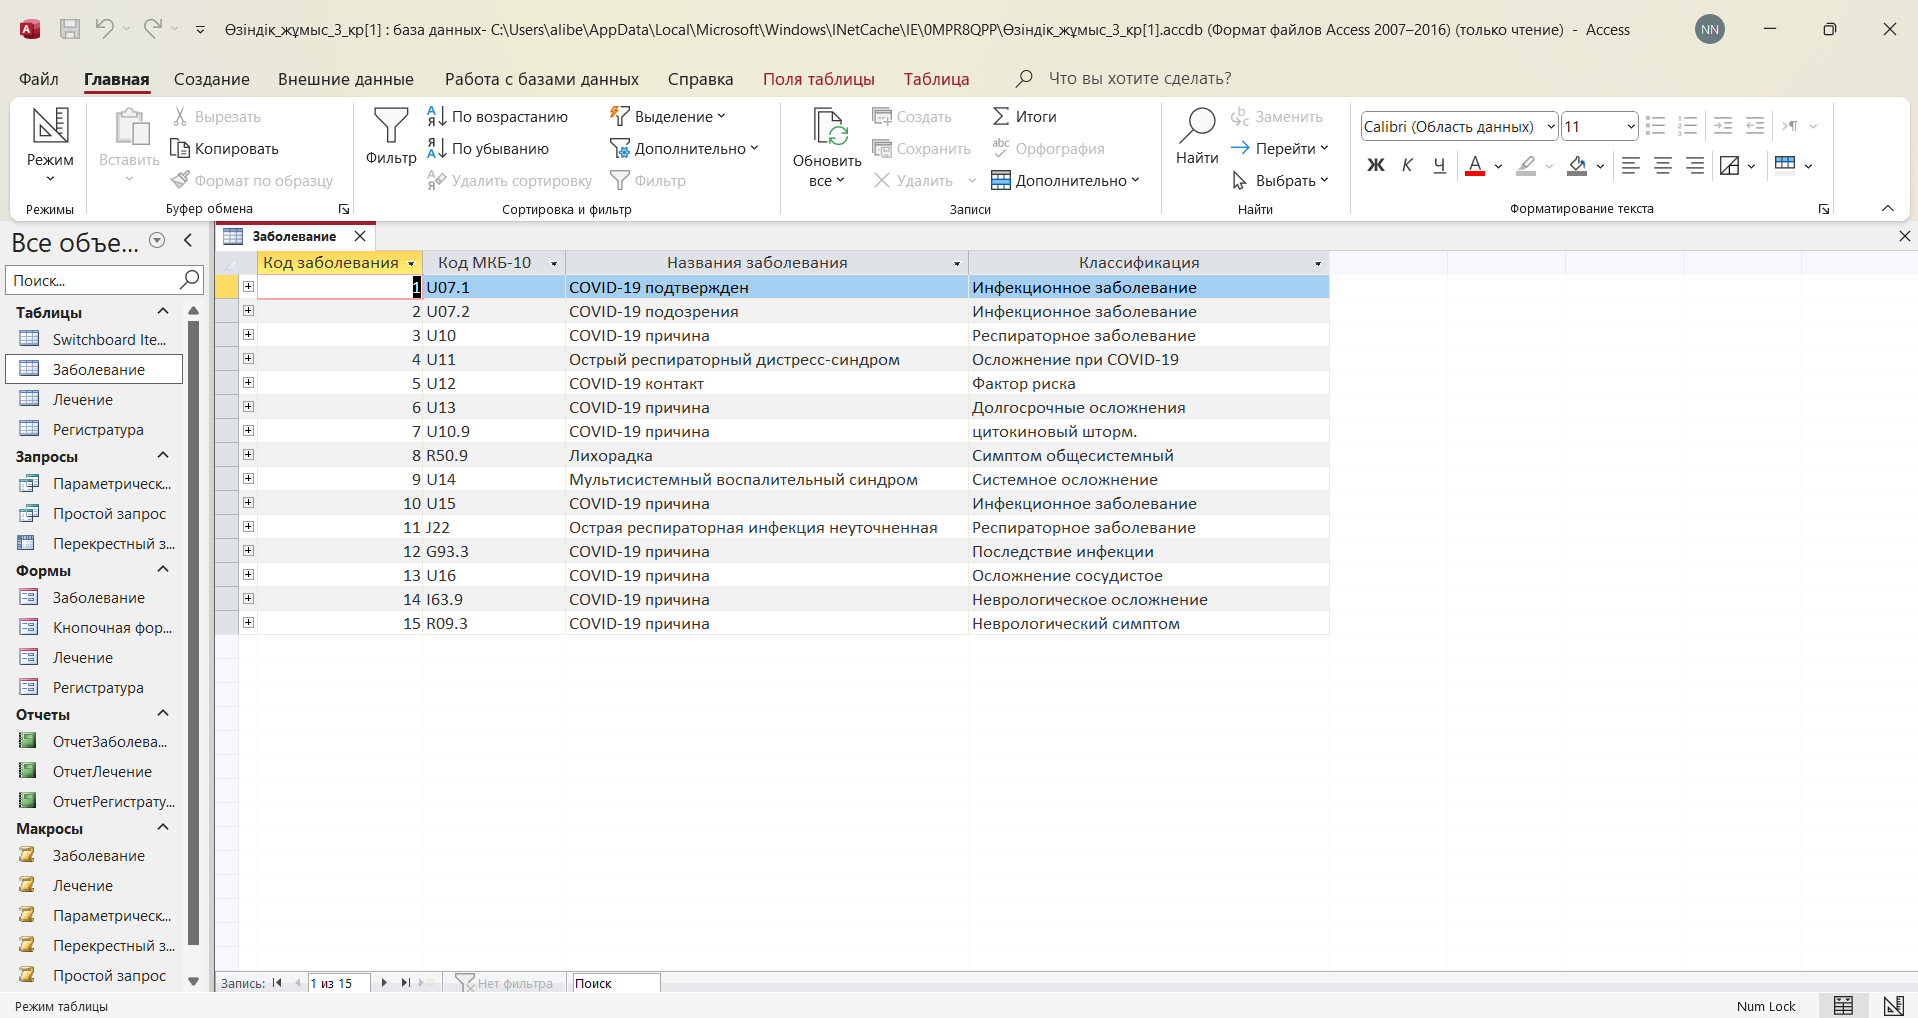 Өзіндік_жұмыс_3_кр[1] : база данных- C:\Users\alibe\AppData\Local\Microsoft\Windows\INetCache\IE\0MPR8QPP\Өзіндік_жұмыс_3_кр[1].accdb (Формат файлов Access 2007–2016) (только чтение) - Access
NN
Файл Главная Создание Внешние данные Работа с базами данных Справка Поля таблицы Таблица Что вы хотите сделать?
Режим
Режимы
Вставить
Вырезать
Копировать
Формат по образцу
Буфер обмена
Фильтр
По возрастанию
По убыванию
Удалить сортировку
Выделение
Дополнительно
Фильтр
Сортировка и фильтр
Обновить все
Создать
Сохранить
Удалить
Итоги
Орфография
Дополнительно
Записи
Найти
Заменить
Перейти
Выбрать
Найти
Calibri (Область данных) 11
Ж К Ч А
Форматирование текста
Все объе...
Поиск...
Таблицы
Switchboard Ite...
Заболевание
Лечение
Регистратура
Запросы
Параметрическ...
Простой запрос
Перекрестный з...
Формы
Заболевание
Кнопочная фор...
Лечение
Регистратура
Отчеты
ОтчетЗаболева...
ОтчетЛечение
ОтчетРегистрату...
Макросы
Заболевание
Лечение
Параметрическ...
Перекрестный з...
Простой запрос
Заболевание
Код заболевания Код МКБ-10 Названия заболевания Классификация
1 U07.1 COVID-19 подтвержден Инфекционное заболевание
2 U07.2 COVID-19 подозрения Инфекционное заболевание
3 U10 COVID-19 причина Респираторное заболевание
4 U11 Острый респираторный дистресс-синдром Осложнение при COVID-19
5 U12 COVID-19 контакт Фактор риска
6 U13 COVID-19 причина Долгосрочные осложнения
7 U10.9 COVID-19 причина цитокиновый шторм.
8 R50.9 Лихорадка Симптом общесистемный
9 U14 Мультисистемный воспалительный синдром Системное осложнение
10 U15 COVID-19 причина Инфекционное заболевание
11 J22 Острая респираторная инфекция неуточненная Респираторное заболевание
12 G93.3 COVID-19 причина Последствие инфекции
13 U16 COVID-19 причина Осложнение сосудистое
14 I63.9 COVID-19 причина Неврологическое осложнение
15 R09.3 COVID-19 причина Неврологический симптом
Запись: 1 из 15 Нет фильтра Поиск
Режим таблицы Num Lock